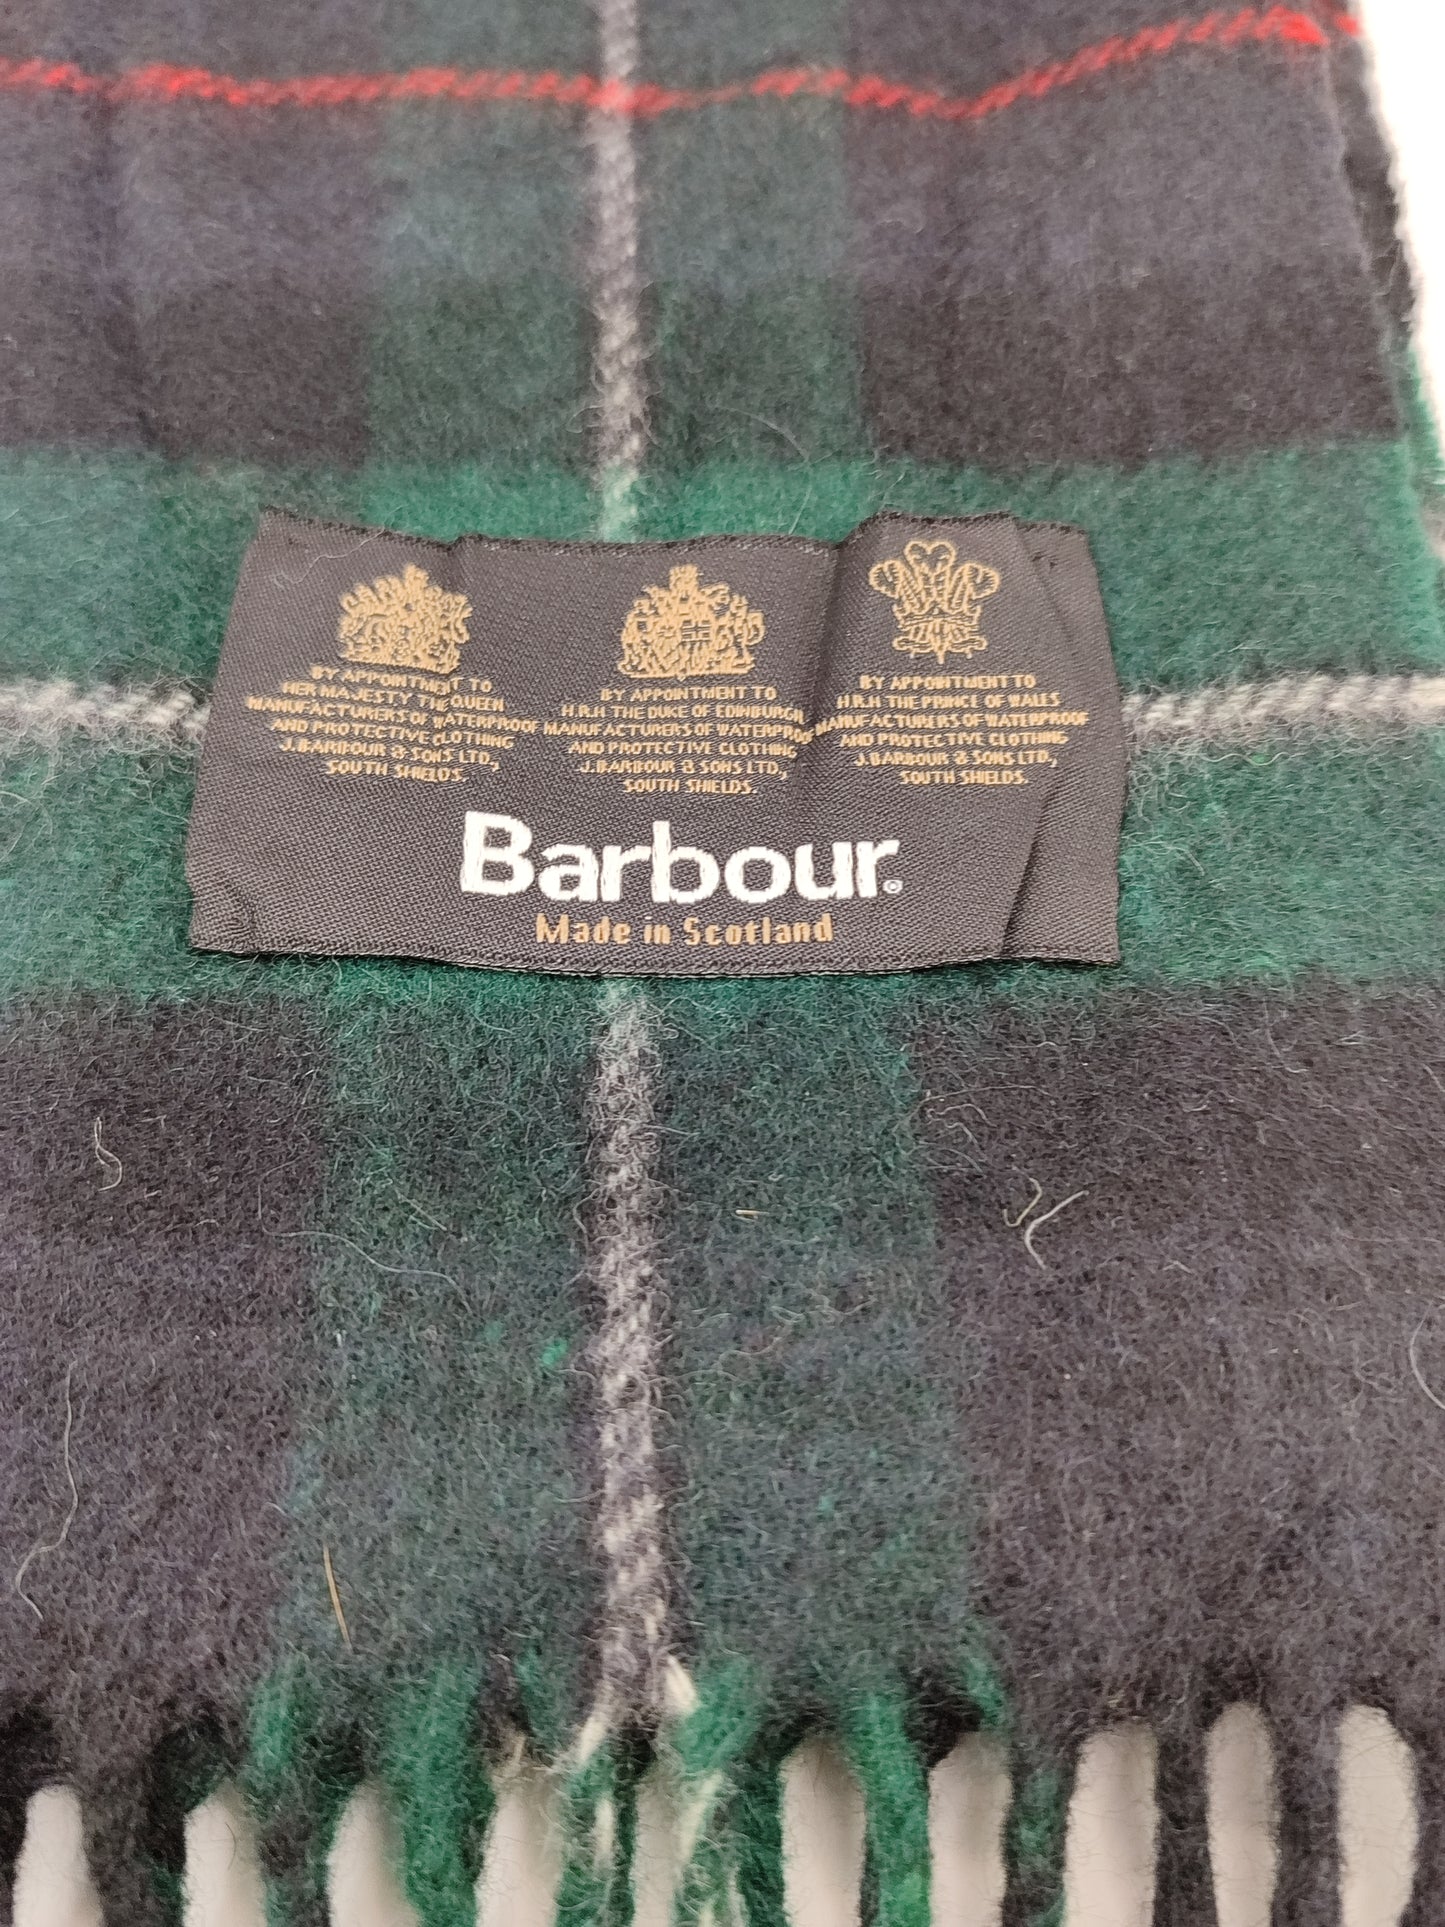 BY APPOINTMENT TO
HER MAJESTY THE QUEEN
MANUFACTURERS OF WATERPROOF
AND PROTECTIVE CLOTHING
J. BARBOUR & SONS LTD.,
SOUTH SHIELDS.
BY APPOINTMENT TO
H.R.H THE DUKE OF EDINBURGH
MANUFACTURERS OF WATERPROOF
AND PROTECTIVE CLOTHING
J. BARBOUR & SONS LTD.,
SOUTH SHIELDS.
BY APPOINTMENT TO
H.R.H THE PRINCE OF WALES
MANUFACTURERS OF WATERPROOF
AND PROTECTIVE CLOTHING
J. BARBOUR & SONS LTD.,
SOUTH SHIELDS.
Barbour®
Made in Scotland